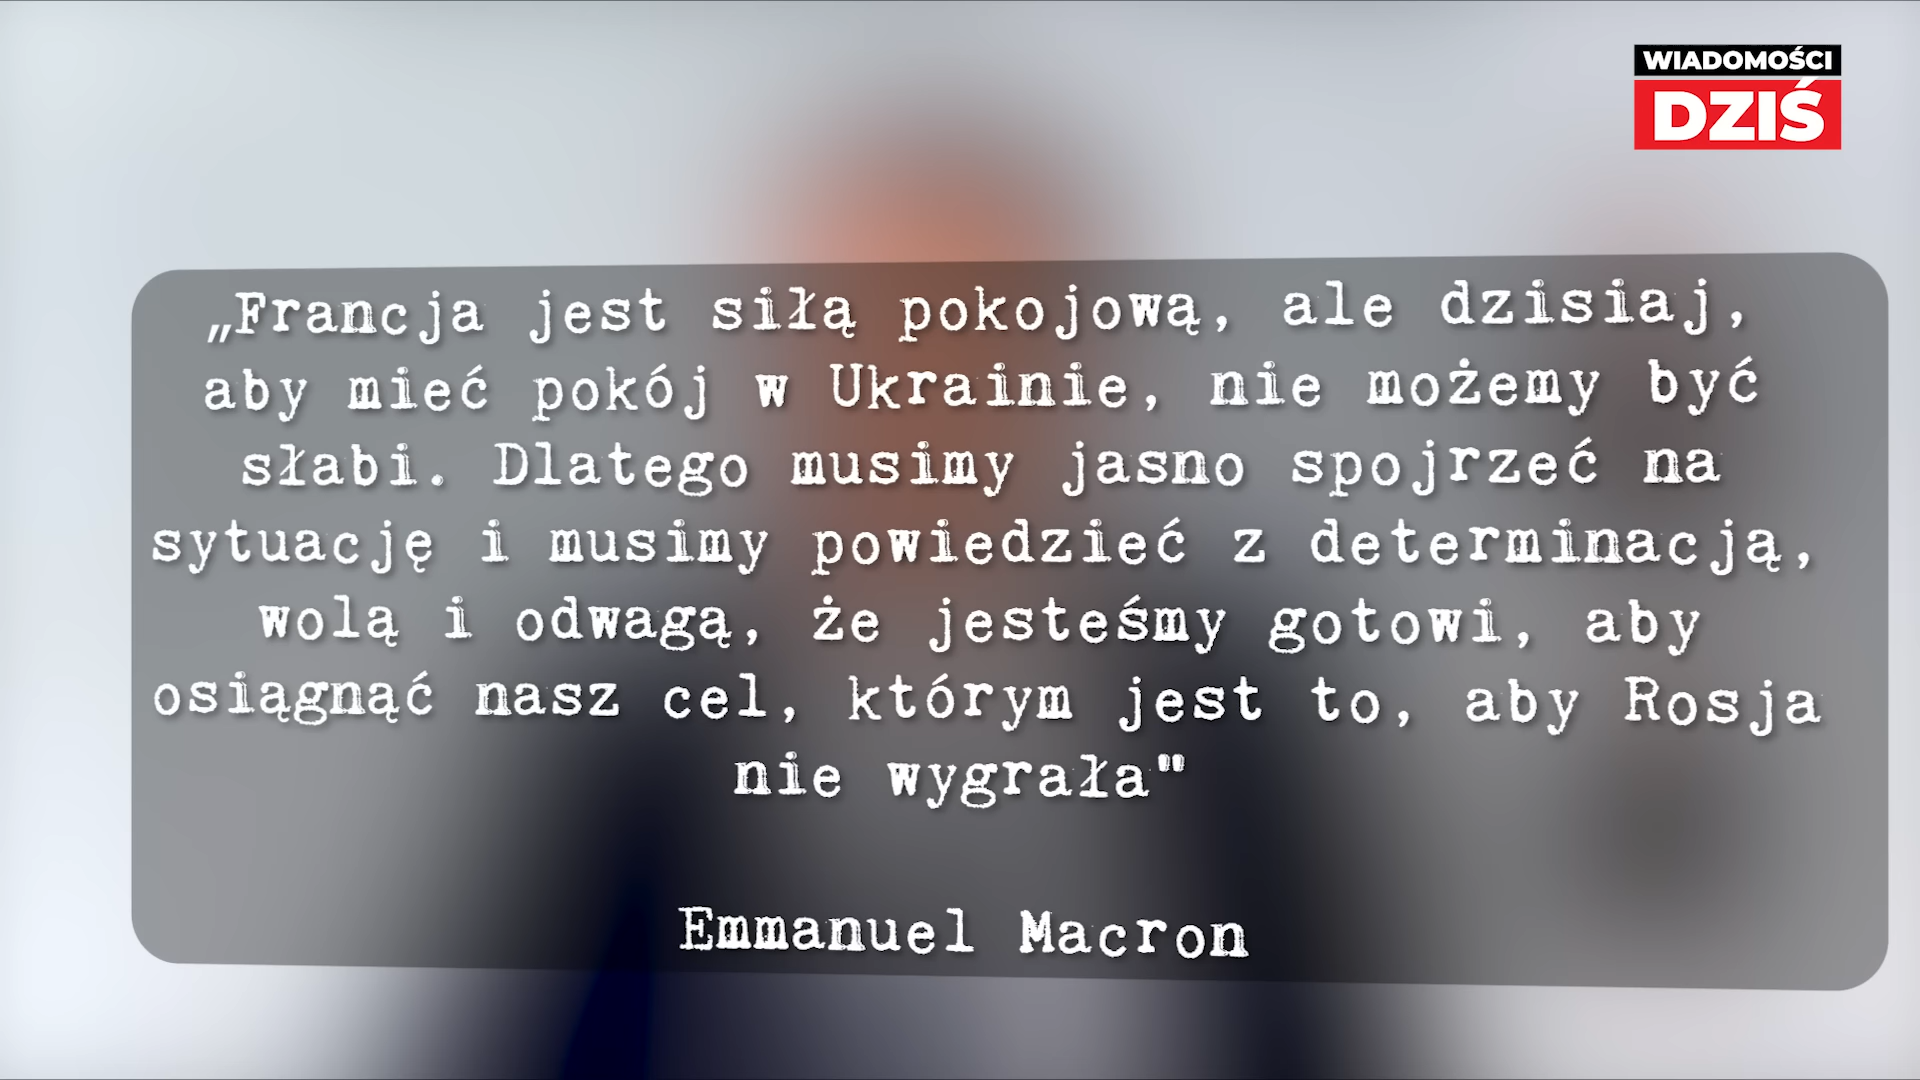 WIADOMOŚCI
DZIŚ
„Francja jest siłą pokojową, ale dzisiaj,
aby mieć pokój w Ukrainie, nie możemy być
słabi. Dlatego musimy jasno spojrzeć na
sytuację i musimy powiedzieć z determinacją,
wolą i odwagą, że jesteśmy gotowi, aby
osiągnąć nasz cel, którym jest to, aby Rosja
nie wygrała"
Emmanuel Macron